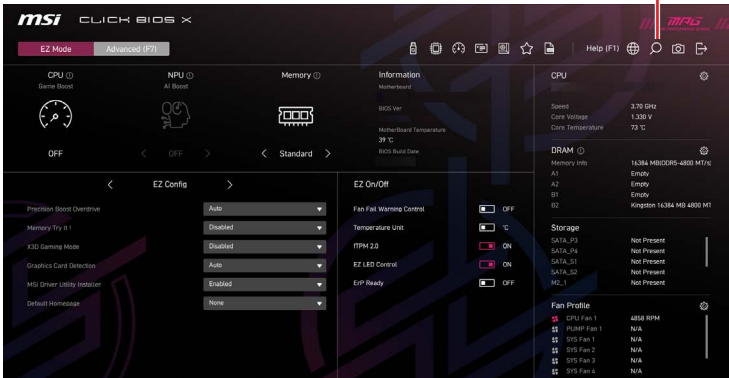 msi CLICK BIOS X
MPG
EZ Mode
Advanced (F7)
Help (F1)
CPU
Game Boost
OFF
NPU
AI Boost
OFF
Memory
Standard
Information
Motherboard
BIOS Ver
MotherBoard Temperature
39 °C
BIOS Build Date
EZ Config
Precision Boost Overdrive Auto
Memory Try It ! Disabled
X3D Gaming Mode Disabled
Graphics Card Detection Auto
MSI Driver Utility Installer Enabled
Default Homepage None
EZ On/Off
Fan Fail Warning Control OFF
Temperature Unit °C
fTPM 2.0 ON
EZ LED Control ON
ErP Ready OFF
CPU
Speed 3.70 GHz
Core Voltage 1.330 V
Core Temperature 73 °C
DRAM
Memory Info 16384 MB(DDR5-4800 MT/s
A1 Empty
A2 Empty
B1 Empty
B2 Kingston 16384 MB 4800 MT
Storage
SATA_P3 Not Present
SATA_P4 Not Present
SATA_S1 Not Present
SATA_S2 Not Present
M2_1 Not Present
Fan Profile
CPU Fan 1 4858 RPM
PUMP Fan 1 N/A
SYS Fan 1 N/A
SYS Fan 2 N/A
SYS Fan 3 N/A
SYS Fan 4 N/A